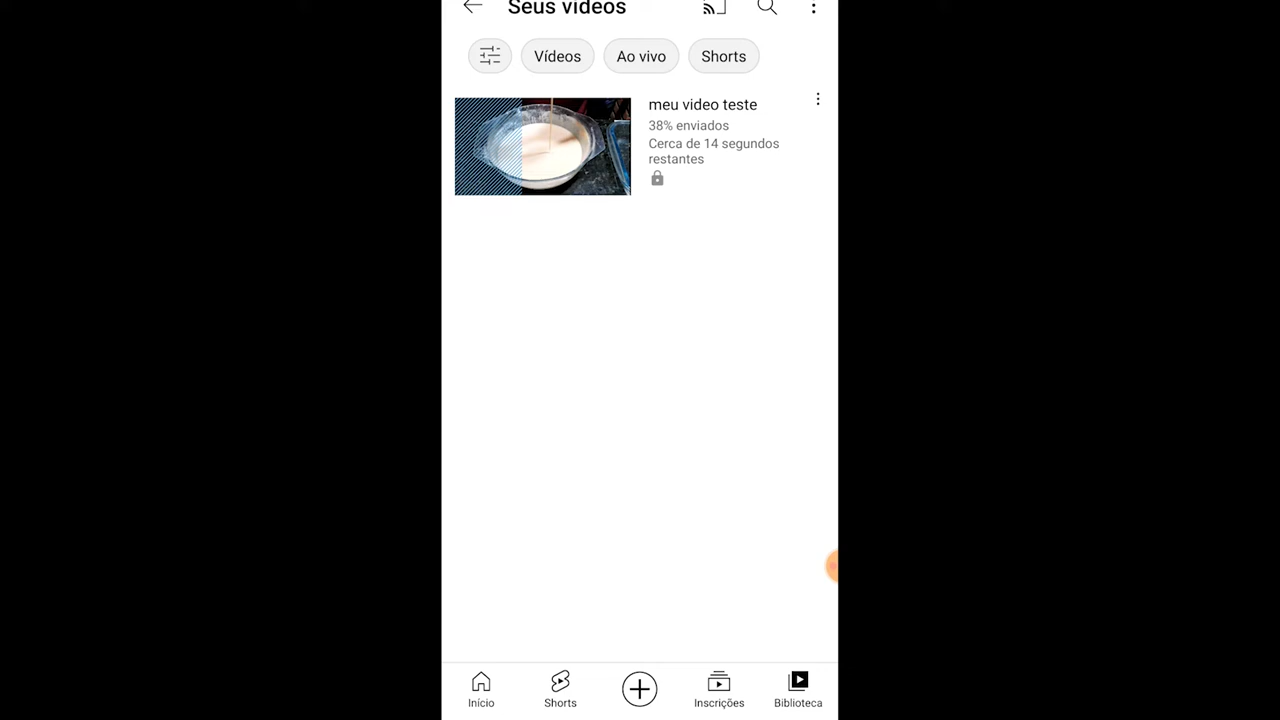 Seus vídeos
Vídeos
Ao vivo
Shorts
meu video teste
38% enviados
Cerca de 14 segundos
restantes
Início
Shorts
Inscrições
Biblioteca